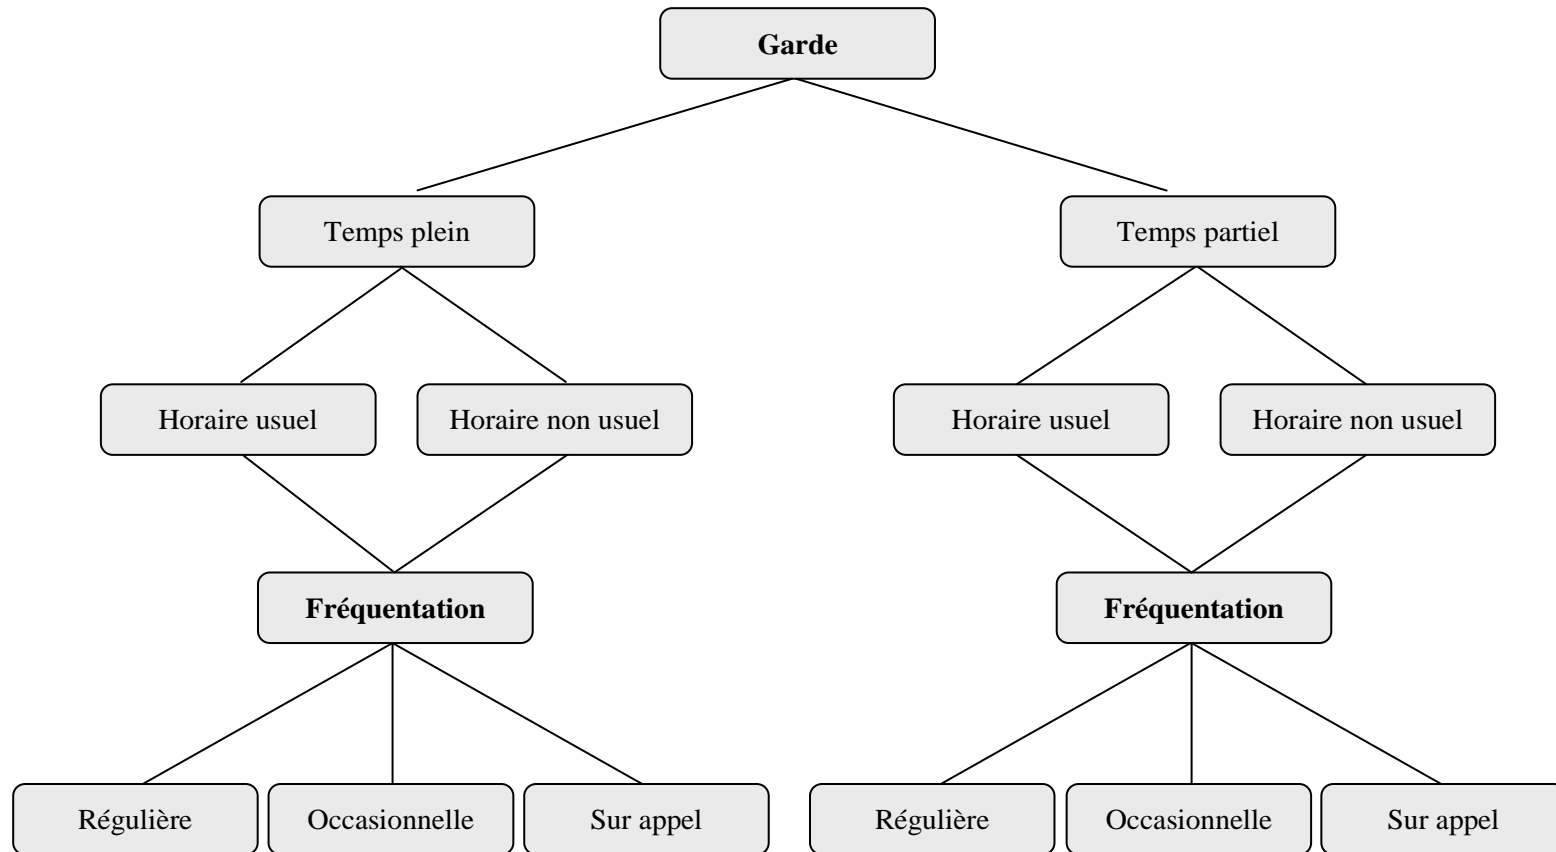 Garde
Temps plein
Temps partiel
Horaire usuel
Horaire non usuel
Horaire usuel
Horaire non usuel
Fréquentation
Fréquentation
Régulière
Occasionnelle
Sur appel
Régulière
Occasionnelle
Sur appel